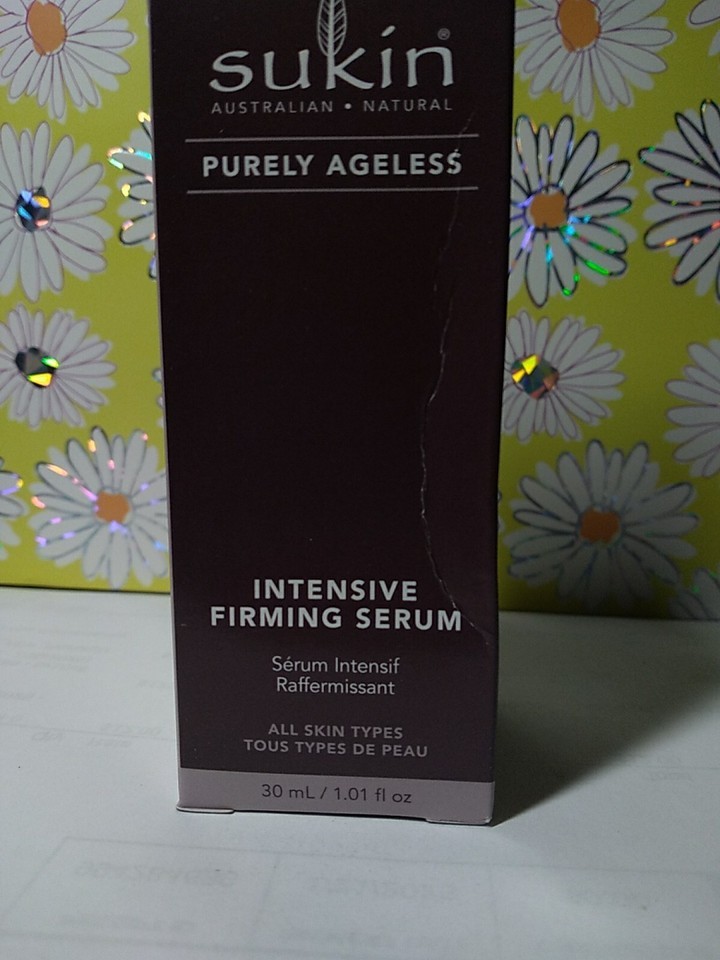 sukin®
AUSTRALIAN • NATURAL
PURELY AGELESS
INTENSIVE
FIRMING SERUM
Sérum Intensif
Raffermissant
ALL SKIN TYPES
TOUS TYPES DE PEAU
30 mL / 1.01 fl oz